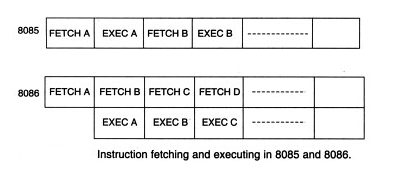 8085 FETCH A EXEC A FETCH B EXEC B
8086 FETCH A FETCH B FETCH C FETCH D
EXEC A EXEC B EXEC C
Instruction fetching and executing in 8085 and 8086.